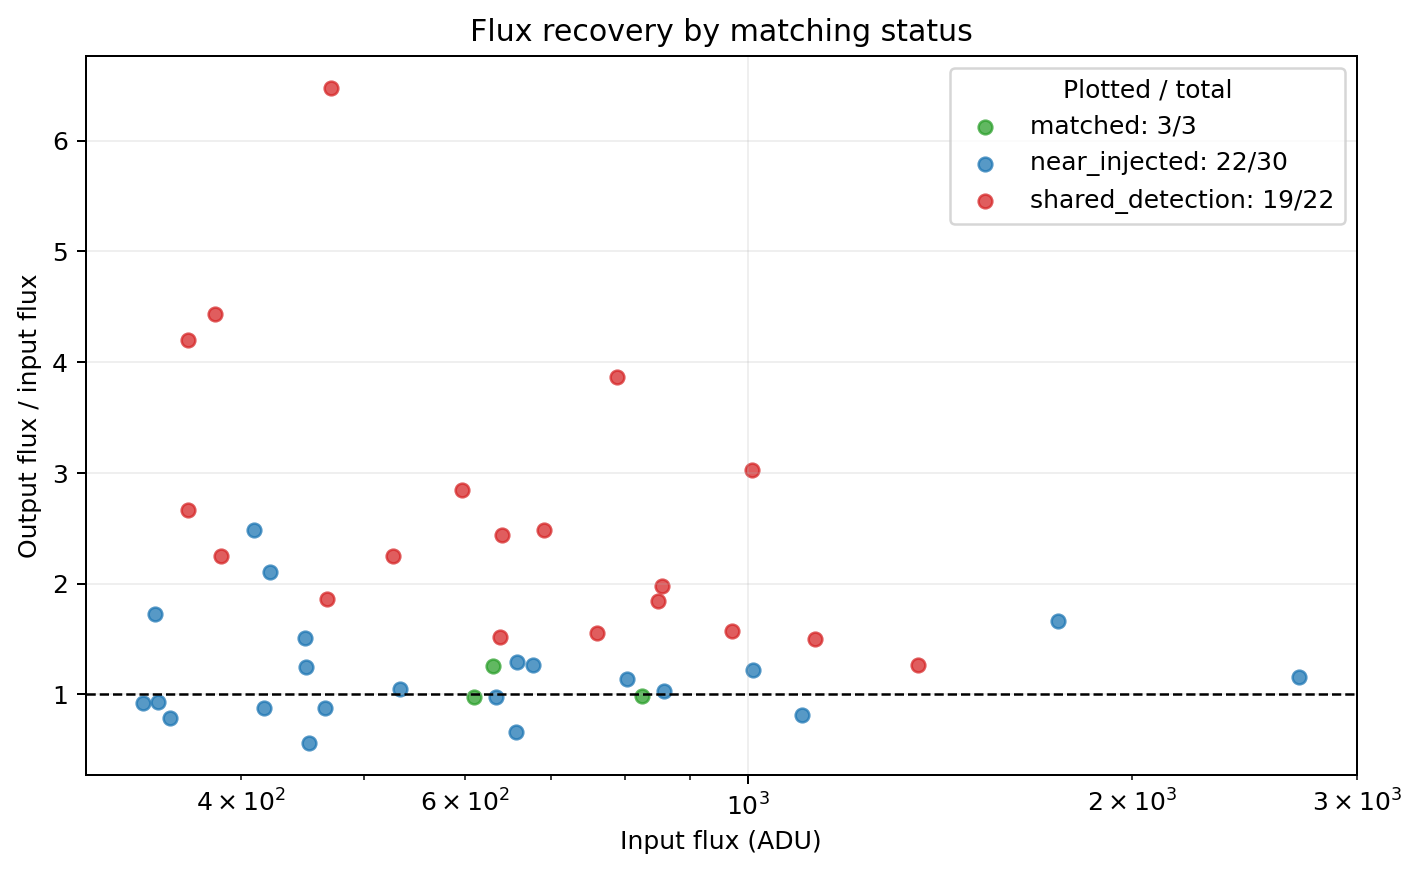 Flux recovery by matching status
Plotted / total
matched: 3/3
near_injected: 22/30
shared_detection: 19/22
Output flux / input flux
6
5
4
3
2
1
4 × 10²
6 × 10²
10³
2 × 10³
3 × 10³
Input flux (ADU)